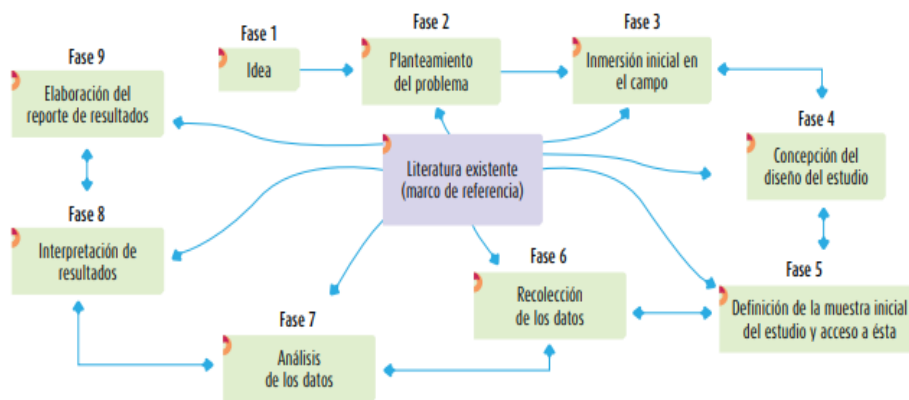 Fase 1
Idea
Fase 2
Planteamiento
del problema
Fase 3
Inmersión inicial en
el campo
Fase 4
Concepción del
diseño del estudio
Fase 5
Definición de la muestra inicial
del estudio y acceso a ésta
Fase 6
Recolección
de los datos
Fase 7
Análisis
de los datos
Fase 8
Interpretación de
resultados
Fase 9
Elaboración del
reporte de resultados
Literatura existente
(marco de referencia)